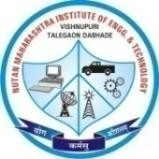 NUTAN MAHARASHTRA INSTITUTE OF ENGG. & TECHNOLOGY
VISHNUPURI
TALEGAON DABHADE
योग कर्मसु कौशलम्